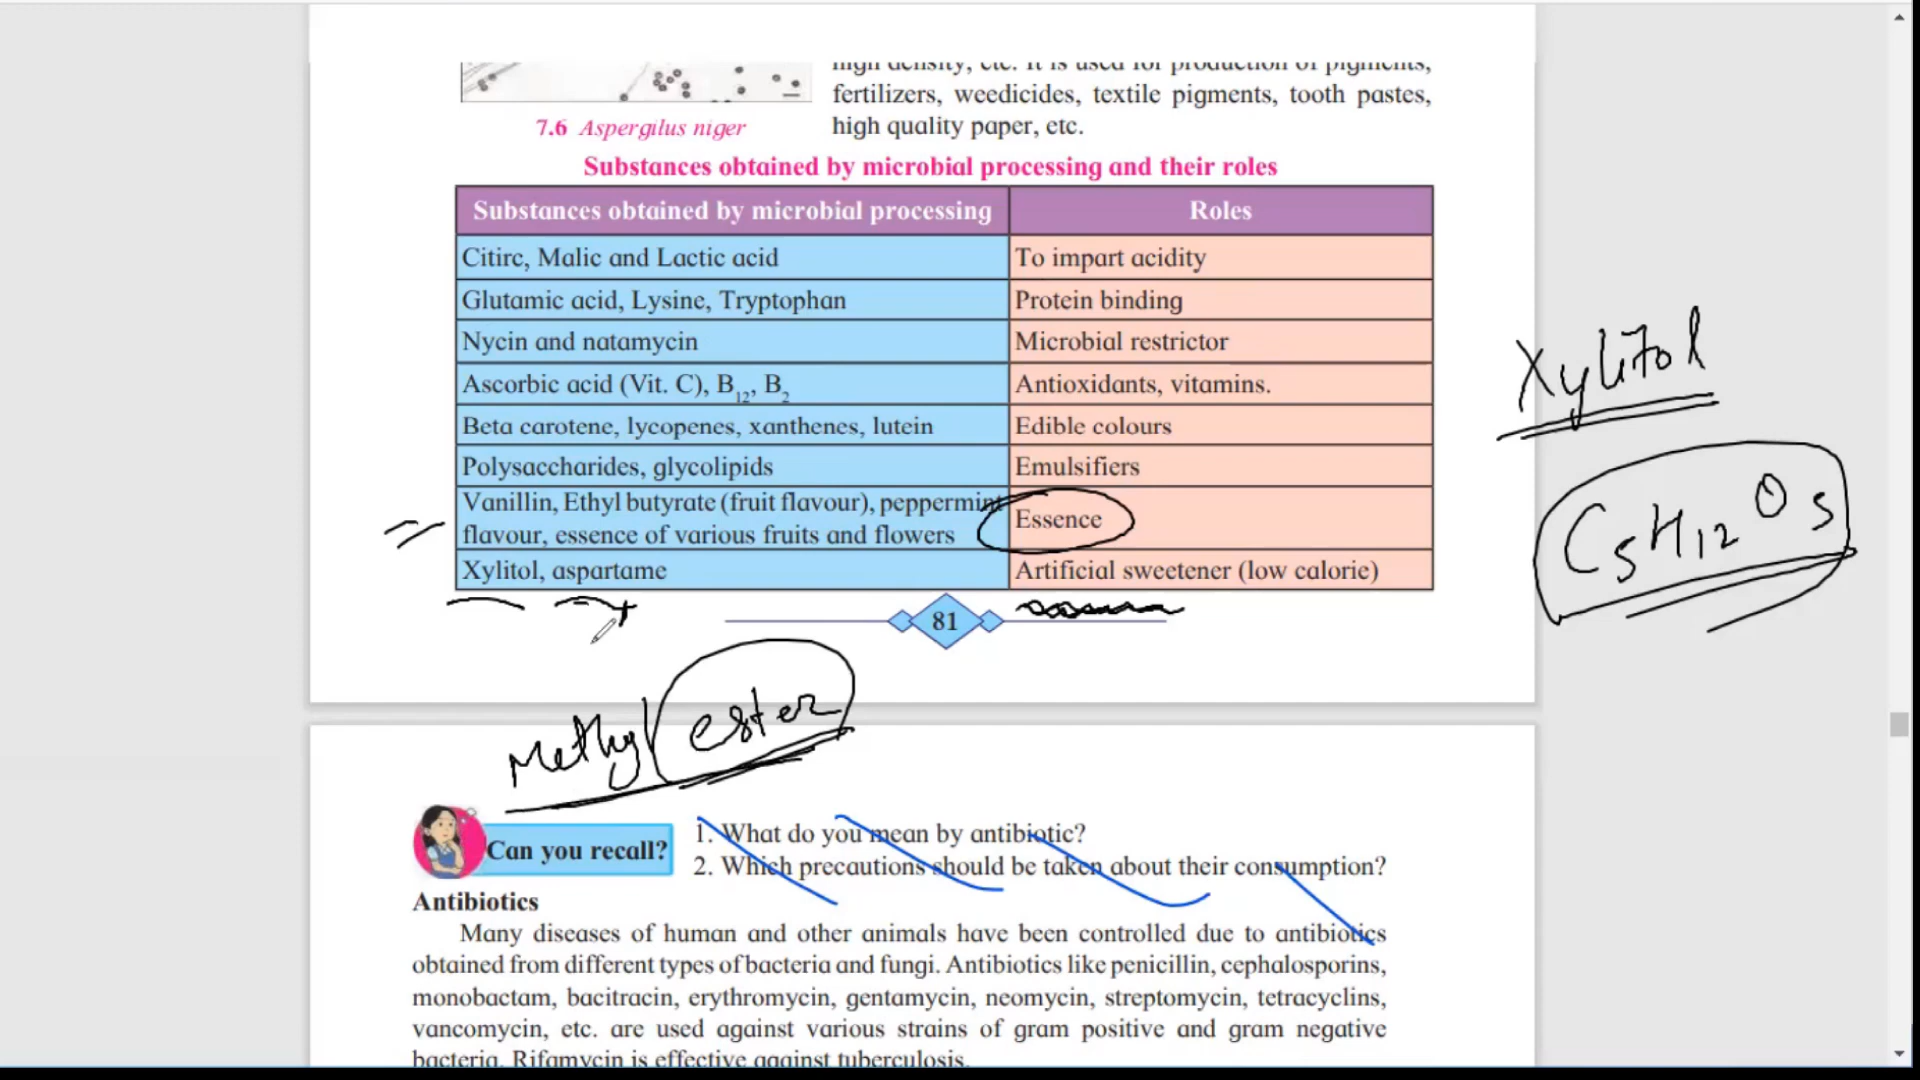 high density, etc. It is used for production of pigments,
fertilizers, weedicides, textile pigments, tooth pastes,
high quality paper, etc.
7.6 Aspergilus niger
Substances obtained by microbial processing and their roles
Substances obtained by microbial processing Roles
Citirc, Malic and Lactic acid To impart acidity
Glutamic acid, Lysine, Tryptophan Protein binding
Nycin and natamycin Microbial restrictor
Ascorbic acid (Vit. C), B12, B2 Antioxidants, vitamins.
Beta carotene, lycopenes, xanthenes, lutein Edible colours
Polysaccharides, glycolipids Emulsifiers
Vanillin, Ethyl butyrate (fruit flavour), peppermint
flavour, essence of various fruits and flowers Essence
Xylitol, aspartame Artificial sweetener (low calorie)
Xylitol
C5H12O5
81
Methyl ester
Can you recall?
1. What do you mean by antibiotic?
2. Which precautions should be taken about their consumption?
Antibiotics
Many diseases of human and other animals have been controlled due to antibiotics
obtained from different types of bacteria and fungi. Antibiotics like penicillin, cephalosporins,
monobactam, bacitracin, erythromycin, gentamycin, neomycin, streptomycin, tetracyclins,
vancomycin, etc. are used against various strains of gram positive and gram negative
bacteria. Rifamycin is effective against tuberculosis.